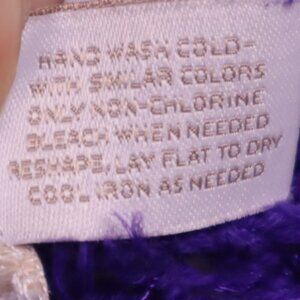 HAND WASH COLD-
WITH SIMILAR COLORS
ONLY NON-CHLORINE
BLEACH WHEN NEEDED
RESHAPE, LAY FLAT TO DRY
COOL IRON AS NEEDED